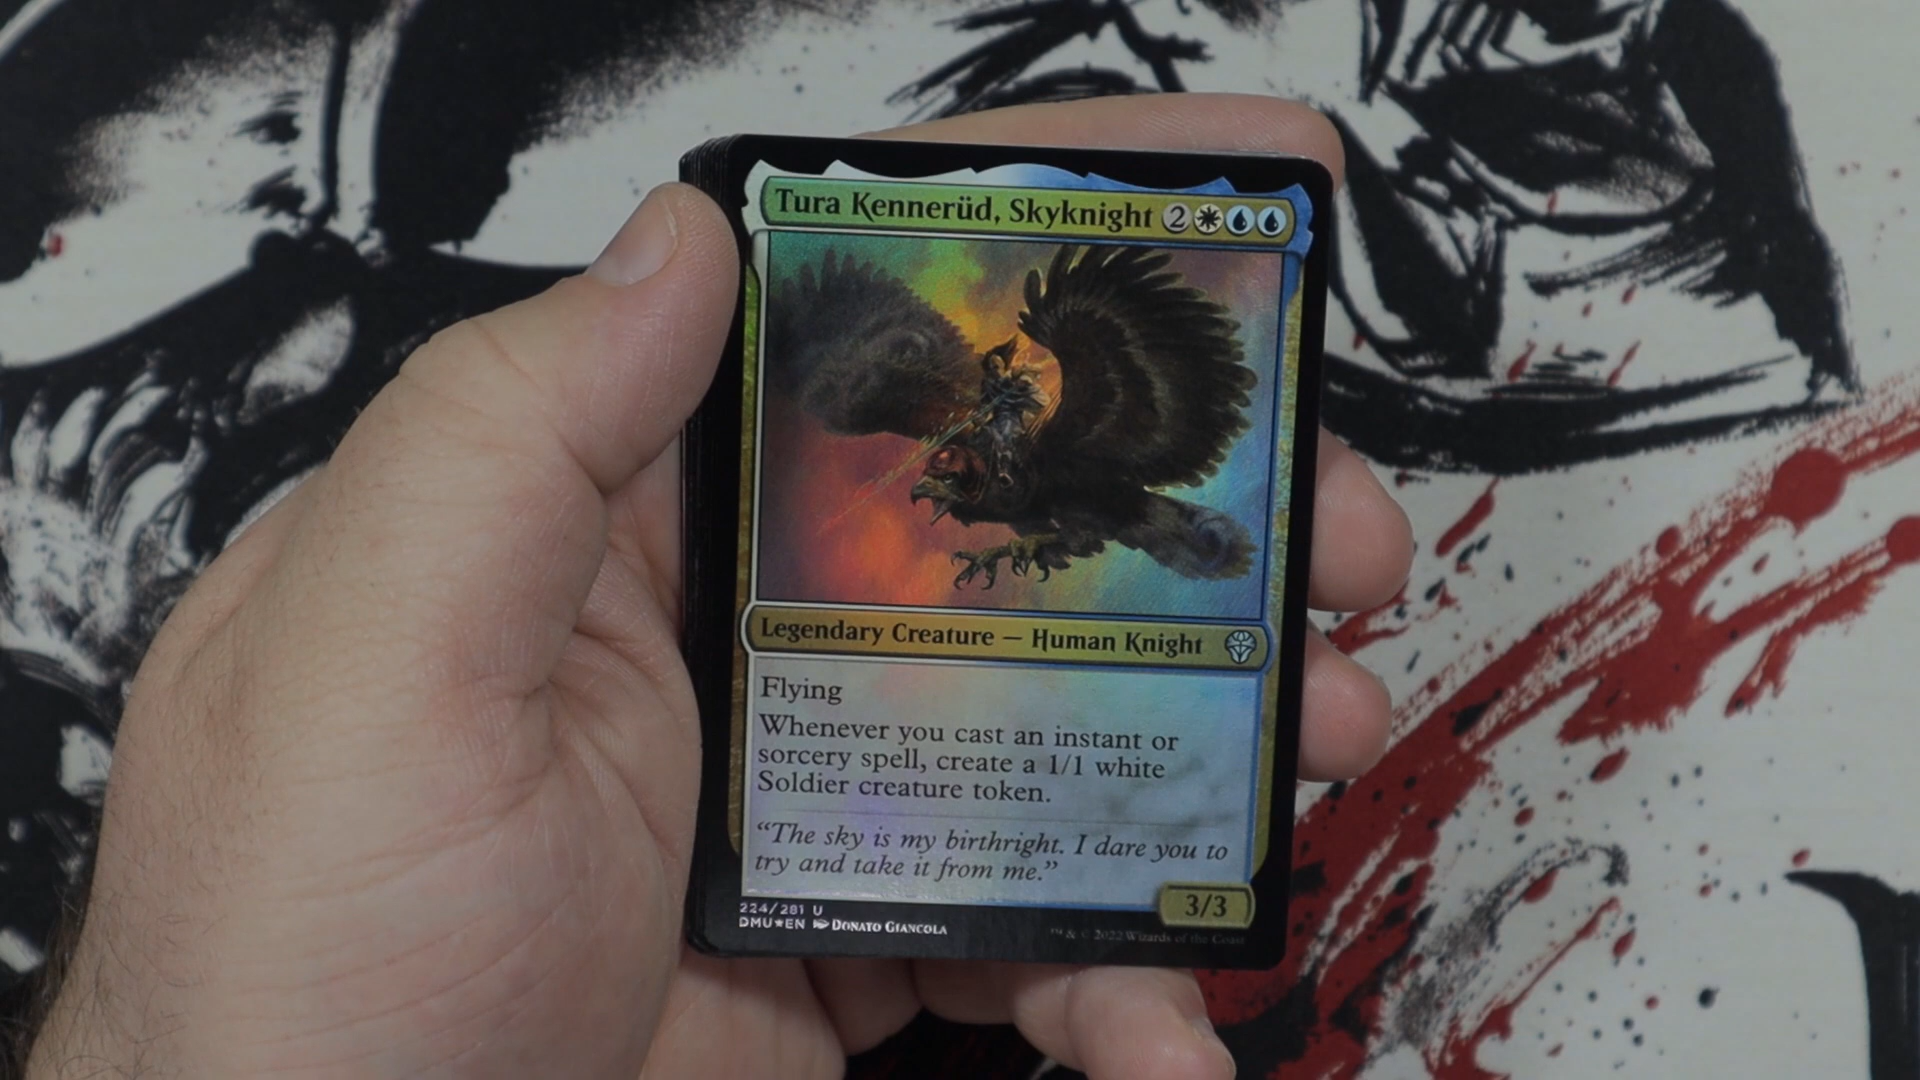 Tura Kennerüd, Skyknight 2
Legendary Creature — Human Knight
Flying
Whenever you cast an instant or
sorcery spell, create a 1/1 white
Soldier creature token.
“The sky is my birthright. I dare you to
try and take it from me.”
3/3
224/281 U
DMU★EN Donato Giancola
™ & © 2022 Wizards of the Coast